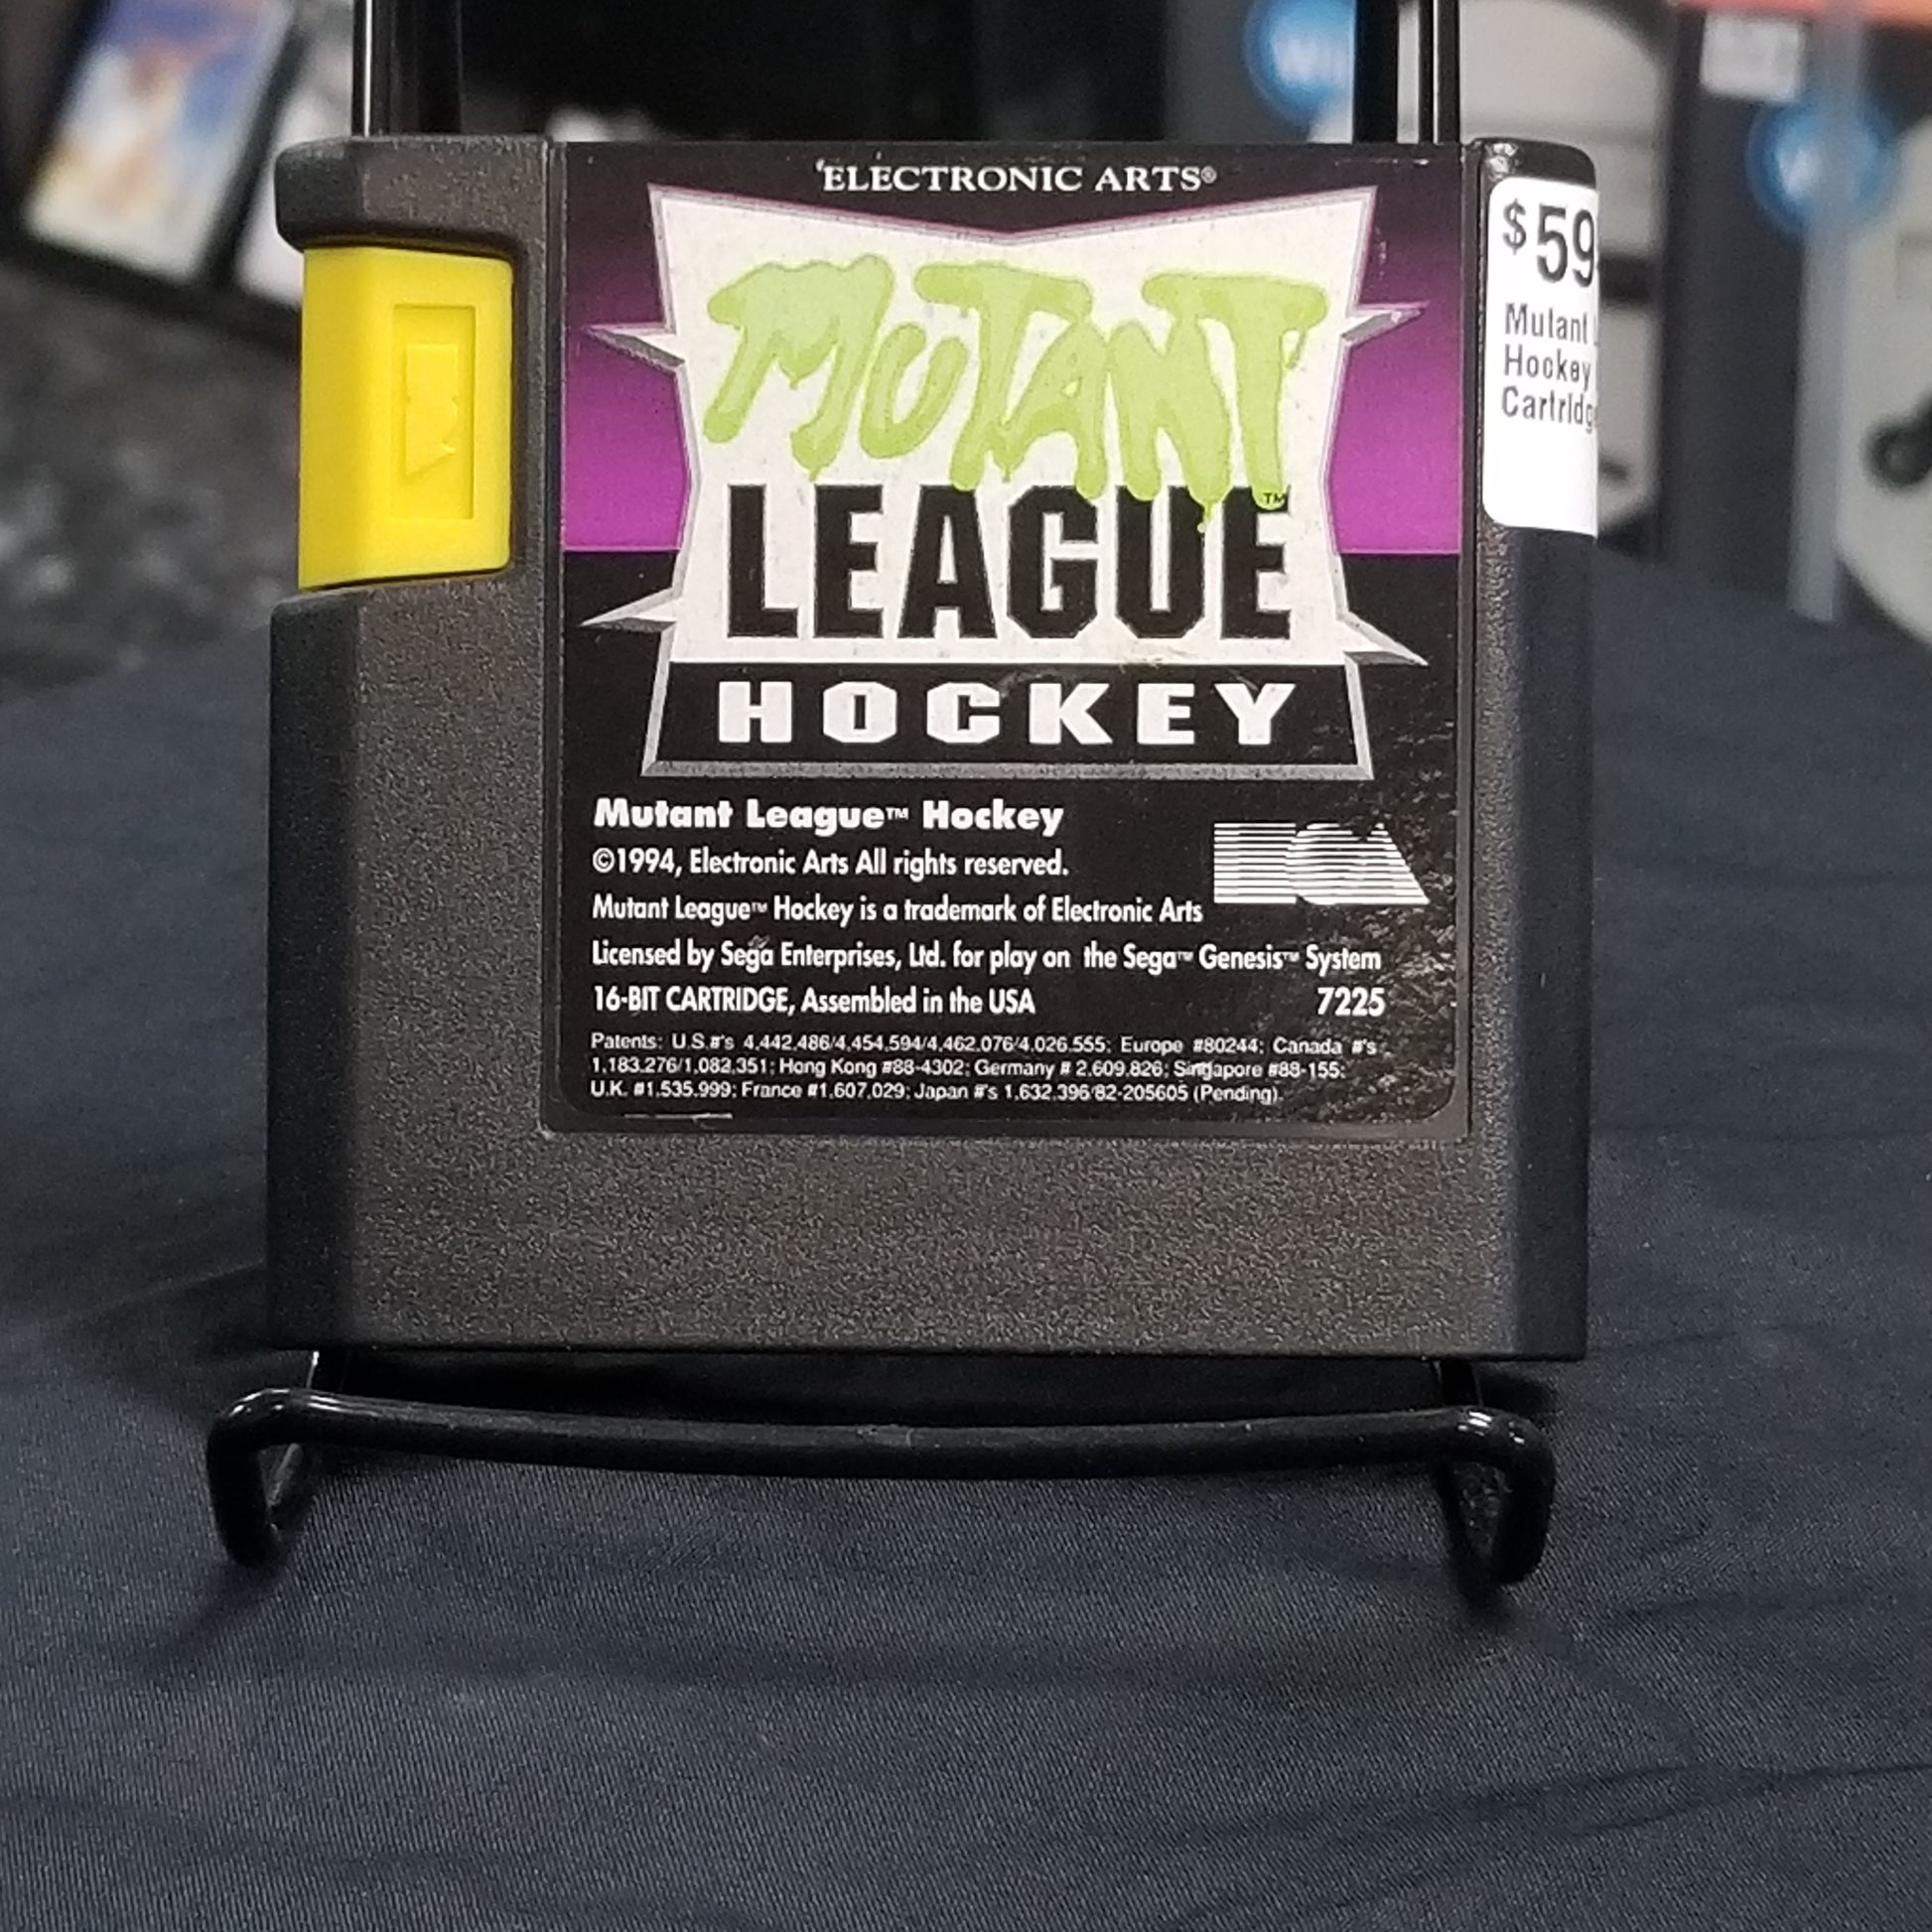 ELECTRONIC ARTS®
MUTANT
LEAGUE™
HOCKEY
Mutant League™ Hockey
©1994, Electronic Arts All rights reserved.
Mutant League™ Hockey is a trademark of Electronic Arts
EA
Licensed by Sega Enterprises, Ltd. for play on the Sega™ Genesis™ System
16-BIT CARTRIDGE, Assembled in the USA 7225
Patents: U.S.#'s 4,442,486/4,454,594/4,462,076/4,026,555; Europe #80244; Canada #'s
1,183,276/1,082,351; Hong Kong #88-4302; Germany # 2,609,826; Singapore #88-155;
U.K. #1,535,999; France #1,607,029; Japan #'s 1,632,396/82-205605 (Pending).
$59
Mutant
Hockey